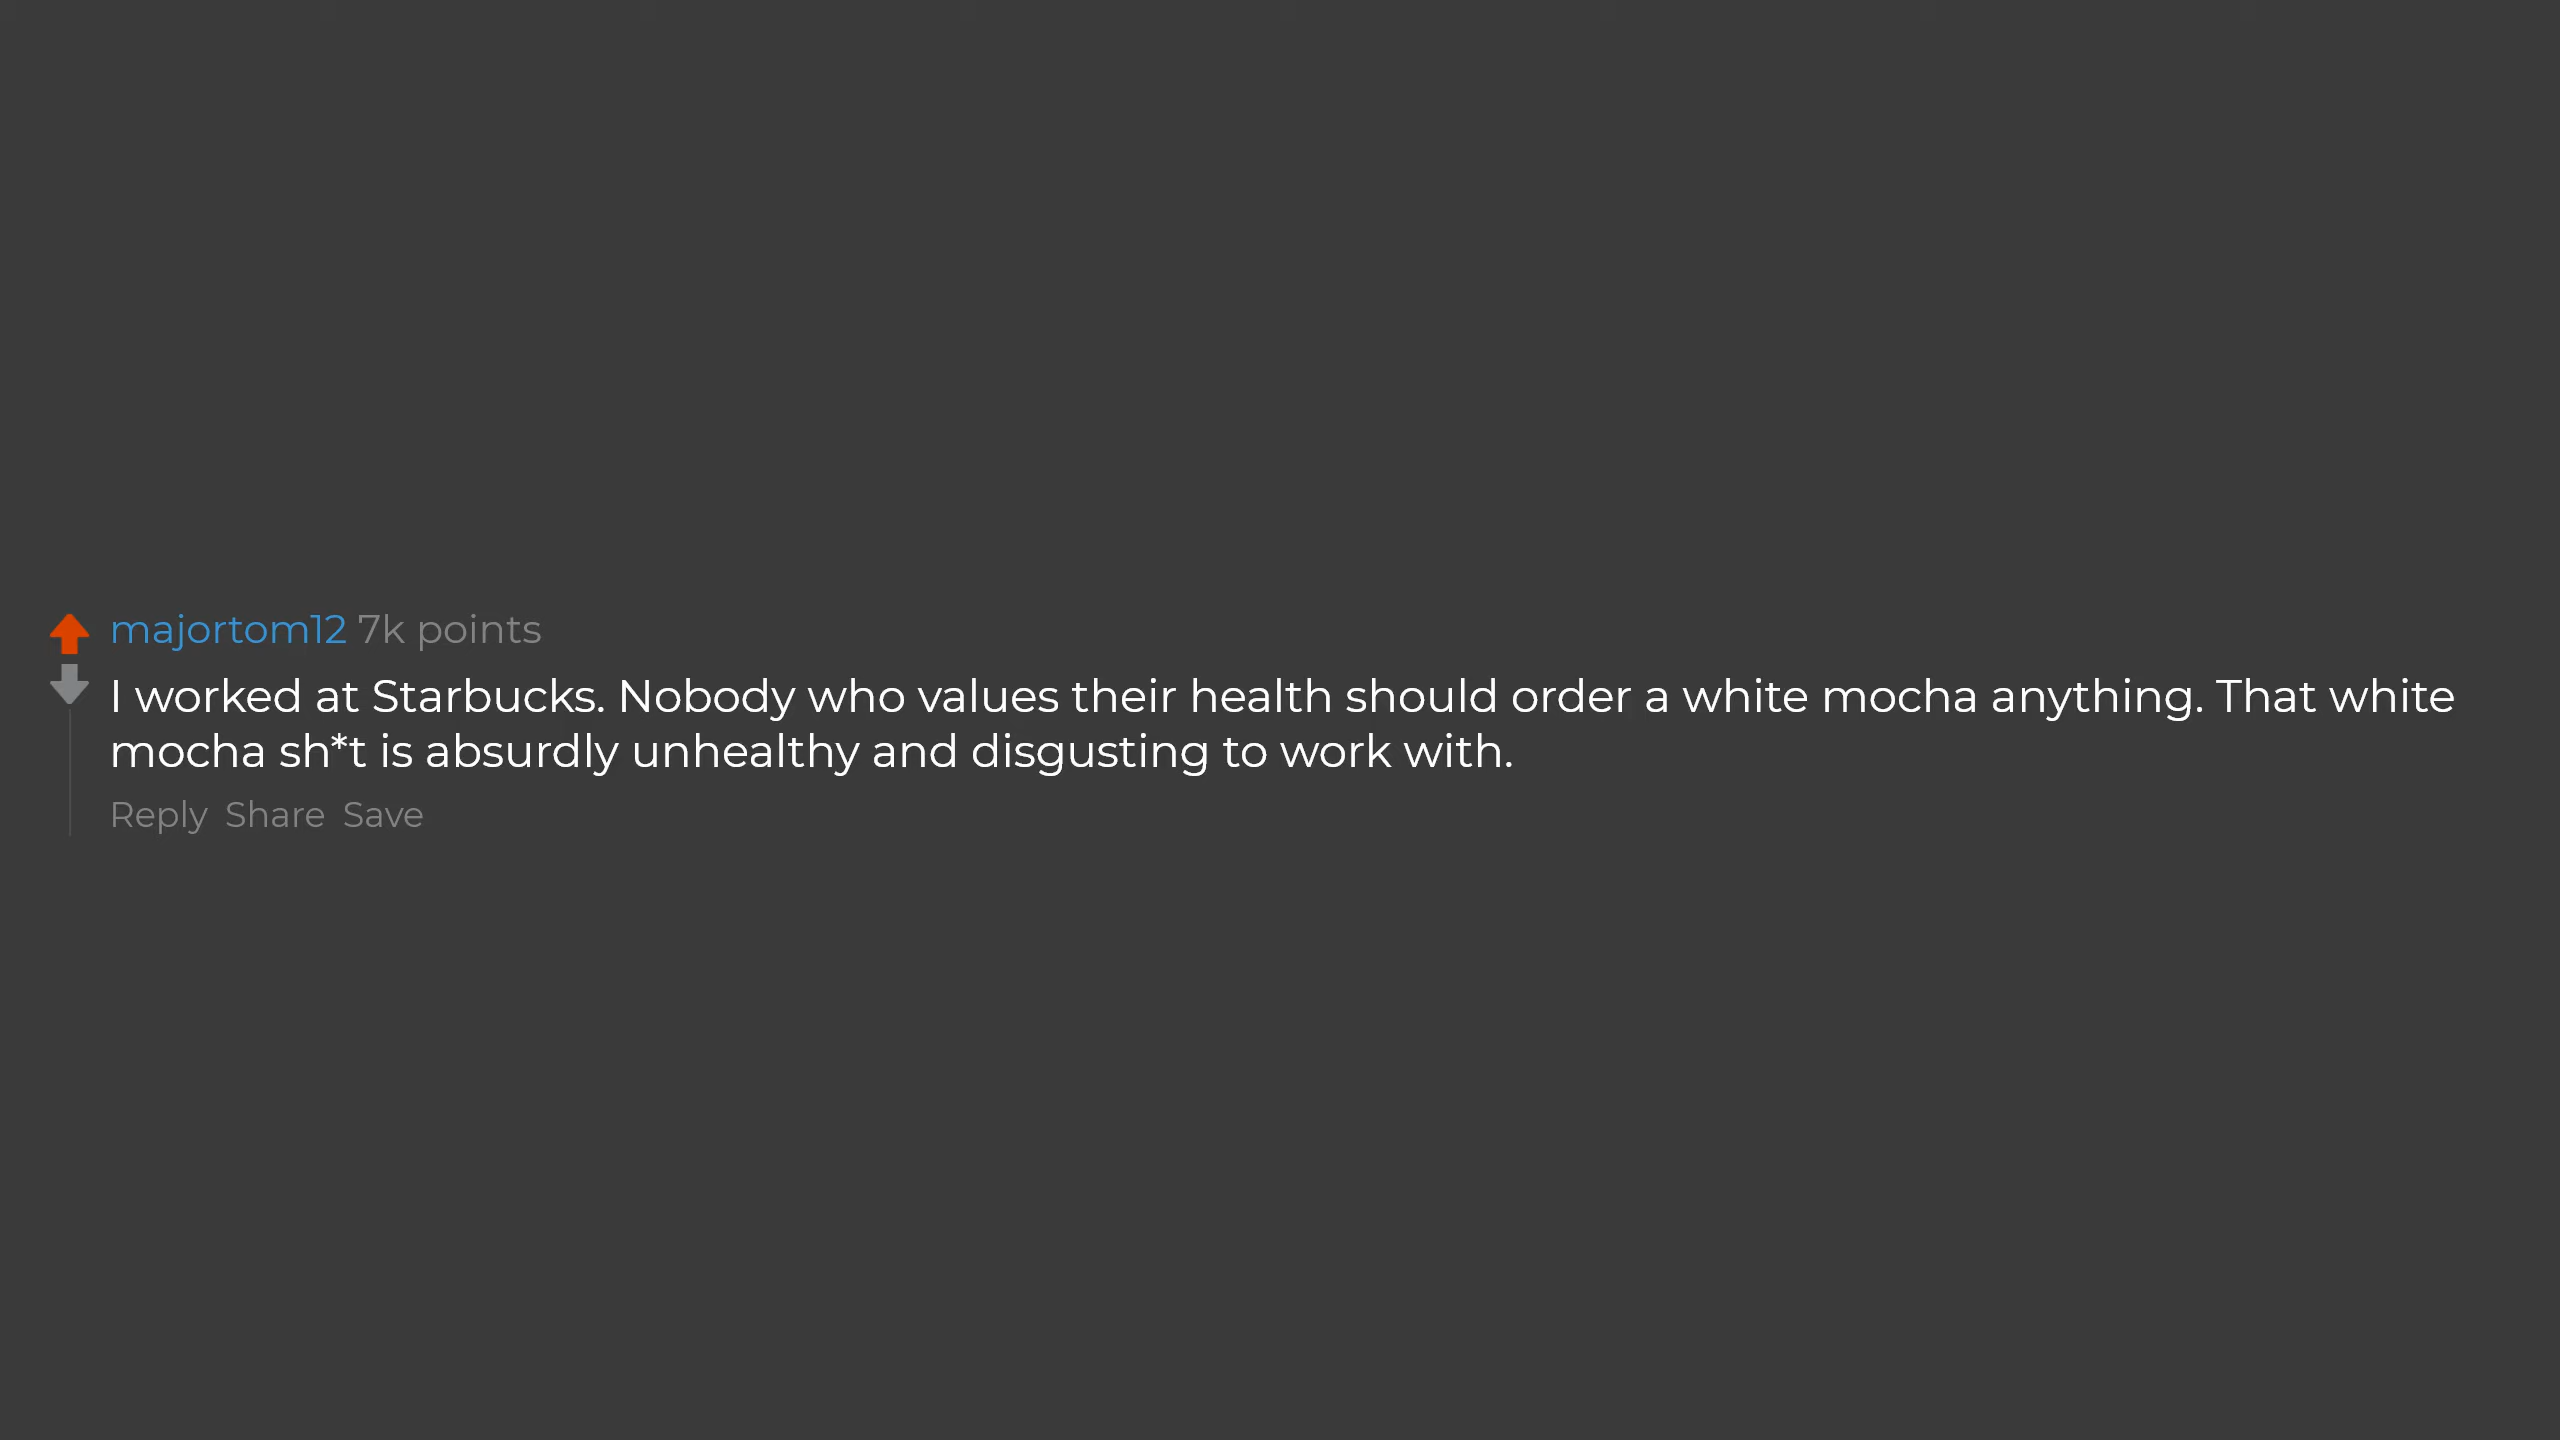 majortom12 7k points
I worked at Starbucks. Nobody who values their health should order a white mocha anything. That white
mocha sh*t is absurdly unhealthy and disgusting to work with.
Reply Share Save